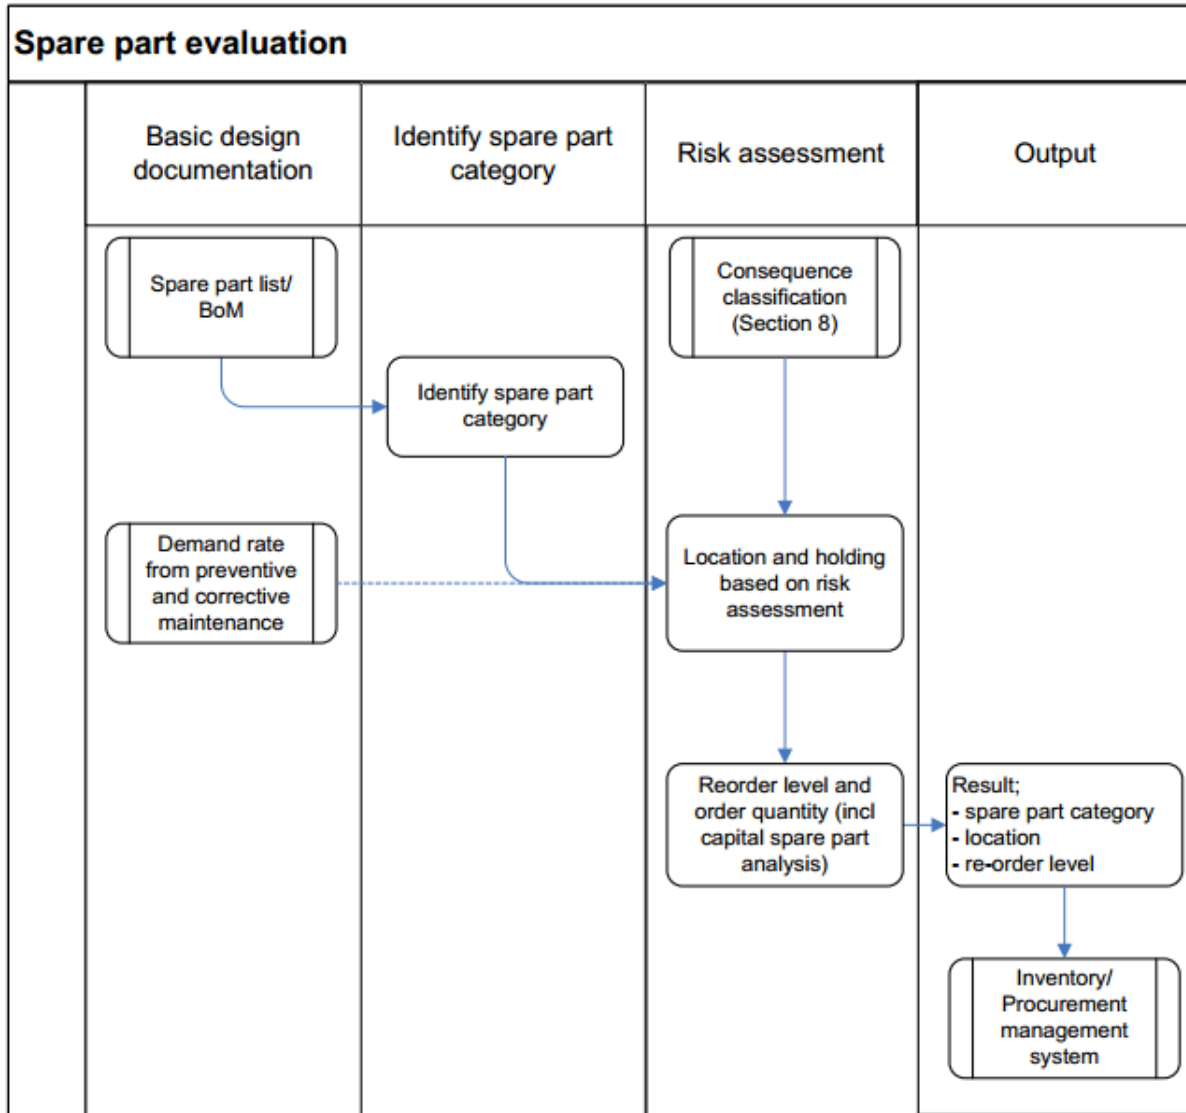 Spare part evaluation
Basic design
documentation
Identify spare part
category
Risk assessment
Output
Spare part list/
BoM
Consequence
classification
(Section 8)
Identify spare part
category
Demand rate
from preventive
and corrective
maintenance
Location and holding
based on risk
assessment
Reorder level and
order quantity (incl
capital spare part
analysis)
Result;
- spare part category
- location
- re-order level
Inventory/
Procurement
management
system